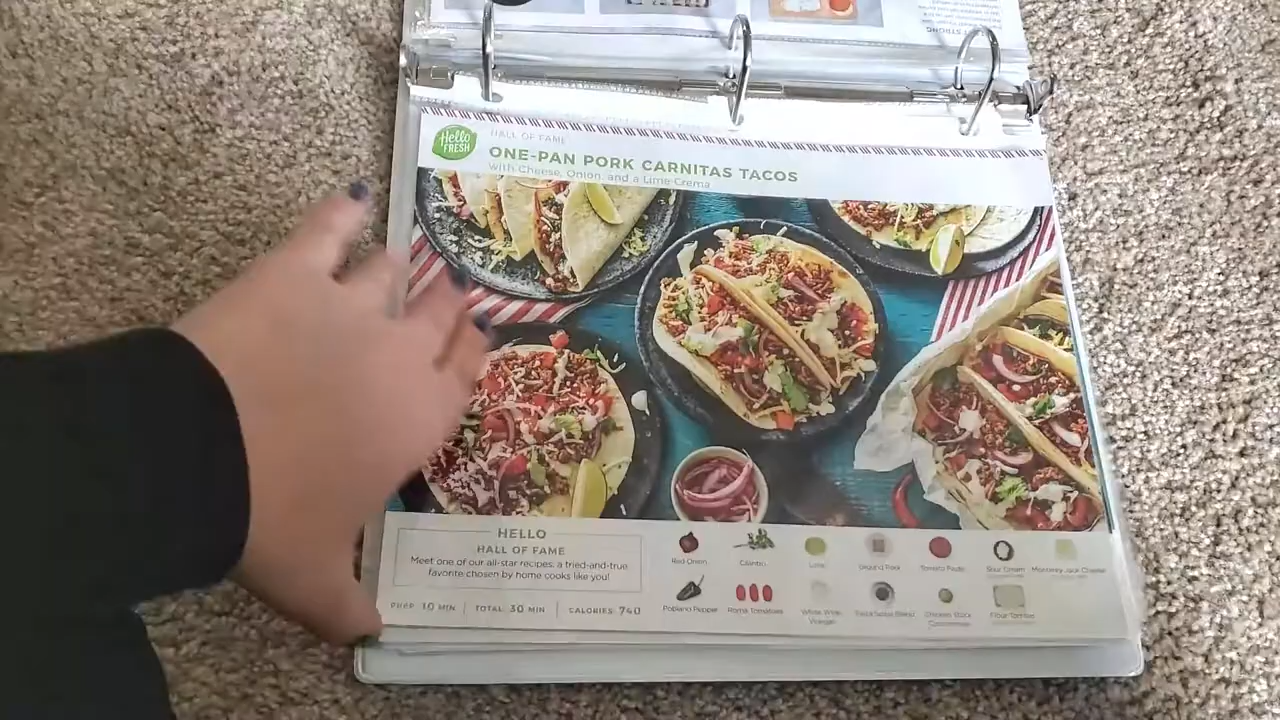 STRONG
Hello
FRESH
HALL OF FAME
ONE-PAN PORK CARNITAS TACOS
with Cheese, Onion, and a Lime Crema
HELLO
HALL OF FAME
Meet one of our all-star recipes: a tried-and-true
favorite chosen by home cooks like you!
PREP: 10 MIN TOTAL: 30 MIN CALORIES: 740
Red Onion
Cilantro
Lime
Ground Pork
Tomato Paste
Sour Cream
Monterey Jack Cheese
Poblano Pepper
Roma Tomatoes
White Wine
Vinegar
Chicken Stock
Concentrate
Flour Tortillas